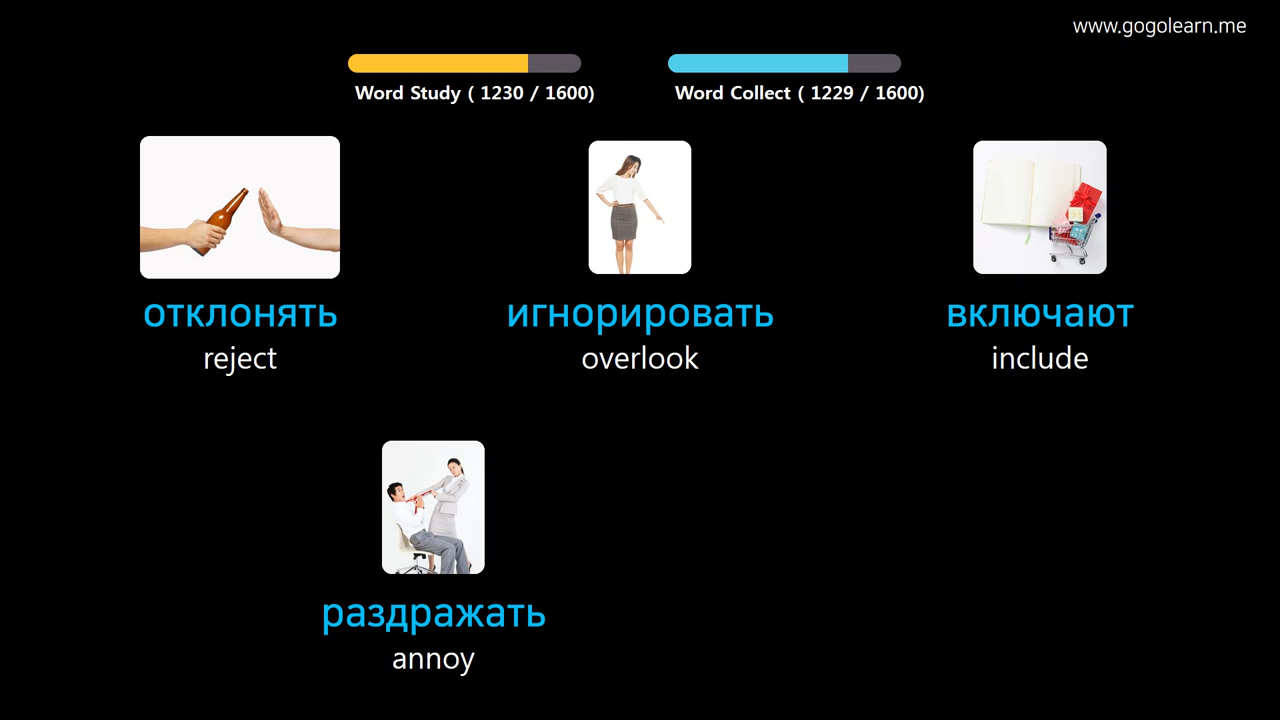 www.gogolearn.me
Word Study ( 1230 / 1600)
Word Collect ( 1229 / 1600)
отклонять
reject
игнорировать
overlook
включают
include
раздражать
annoy